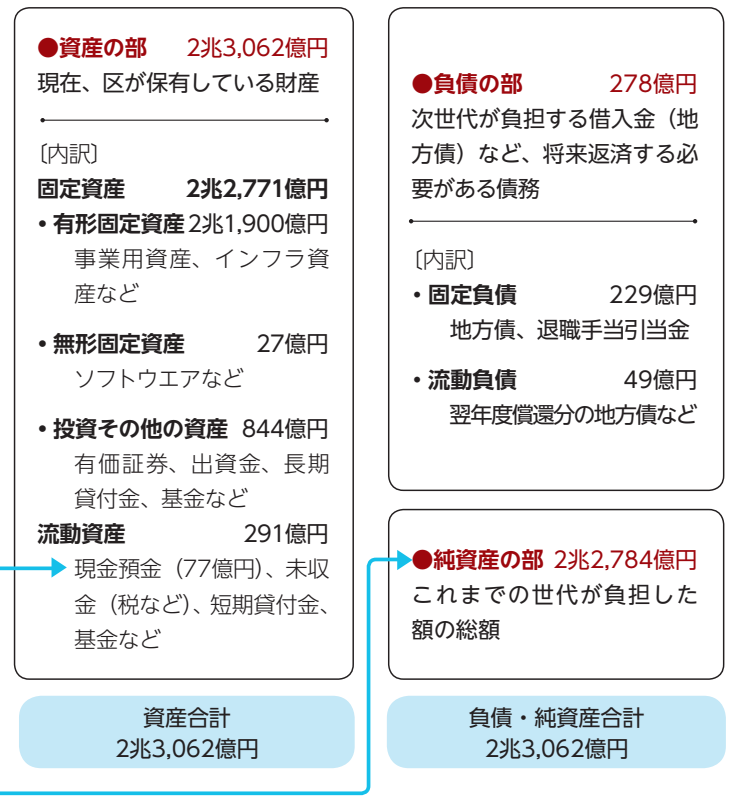 ●資産の部 2兆3,062億円
現在、区が保有している財産
〔内訳〕
固定資産 2兆2,771億円
・有形固定資産 2兆1,900億円
事業用資産、インフラ資
産など
・無形固定資産 27億円
ソフトウエアなど
・投資その他の資産 844億円
有価証券、出資金、長期
貸付金、基金など
流動資産 291億円
現金預金（77億円）、未収
金（税など）、短期貸付金、
基金など
資産合計
2兆3,062億円
●負債の部 278億円
次世代が負担する借入金（地
方債）など、将来返済する必
要がある債務
〔内訳〕
・固定負債 229億円
地方債、退職手当引当金
・流動負債 49億円
翌年度償還分の地方債など
●純資産の部 2兆2,784億円
これまでの世代が負担した
額の総額
負債・純資産合計
2兆3,062億円